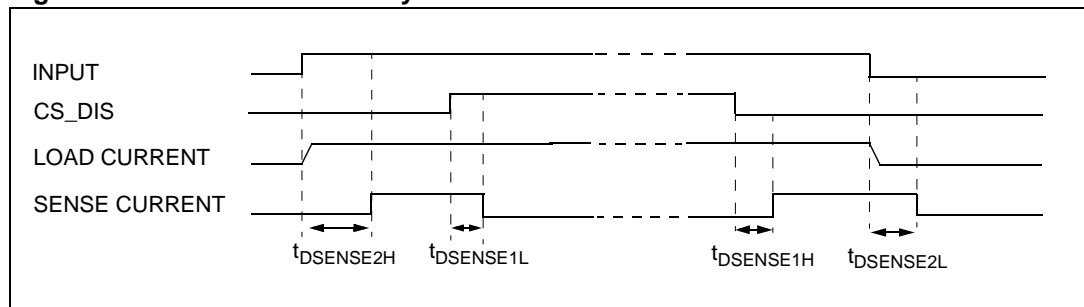 INPUT
CS_DIS
LOAD CURRENT
SENSE CURRENT
tDSENSE2H tDSENSE1L tDSENSE1H tDSENSE2L